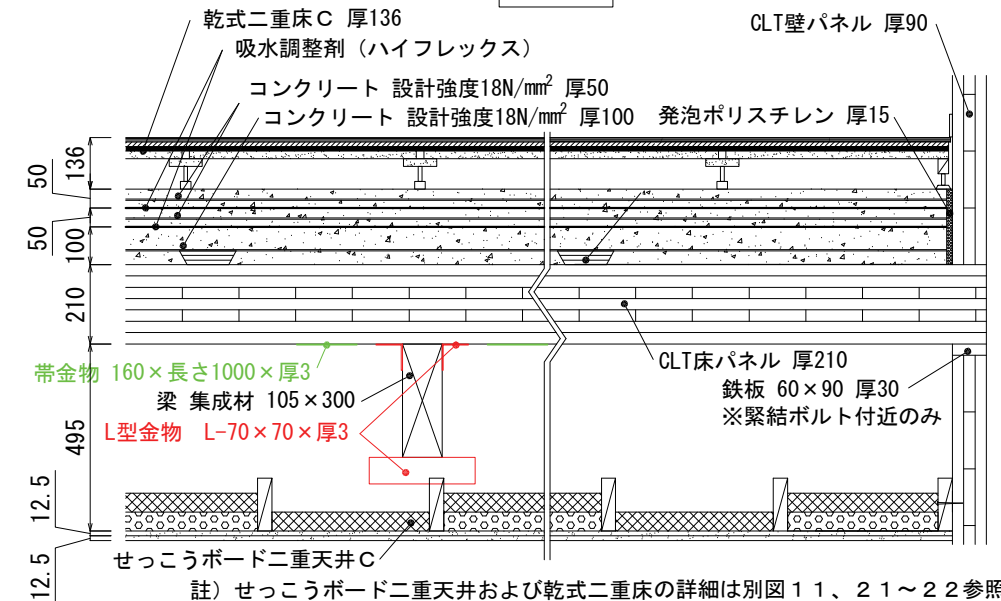 乾式二重床C 厚136
吸水調整剤（ハイフレックス）
コンクリート 設計強度18N/mm² 厚50
コンクリート 設計強度18N/mm² 厚100
発泡ポリスチレン 厚15
CLT壁パネル 厚90
136
50
50
100
210
495
12.5
12.5
CLT床パネル 厚210
鉄板 60×90 厚30
※緊結ボルト付近のみ
帯金物 160×長さ1000×厚3
梁 集成材 105×300
L型金物 L-70×70×厚3
せっこうボード二重天井C
註）せっこうボード二重天井および乾式二重床の詳細は別図１１、２１～２２参照